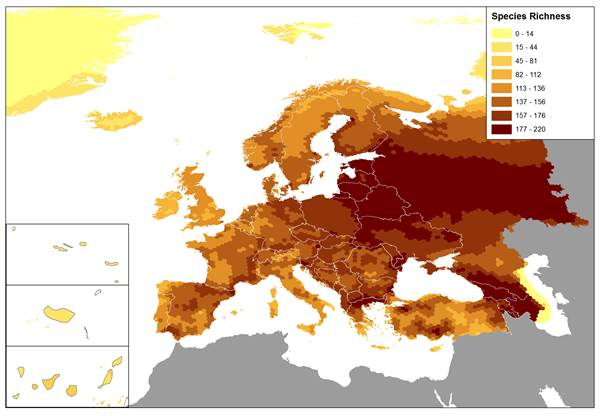 Species Richness
0 - 14
15 - 44
45 - 81
82 - 112
113 - 136
137 - 156
157 - 176
177 - 220